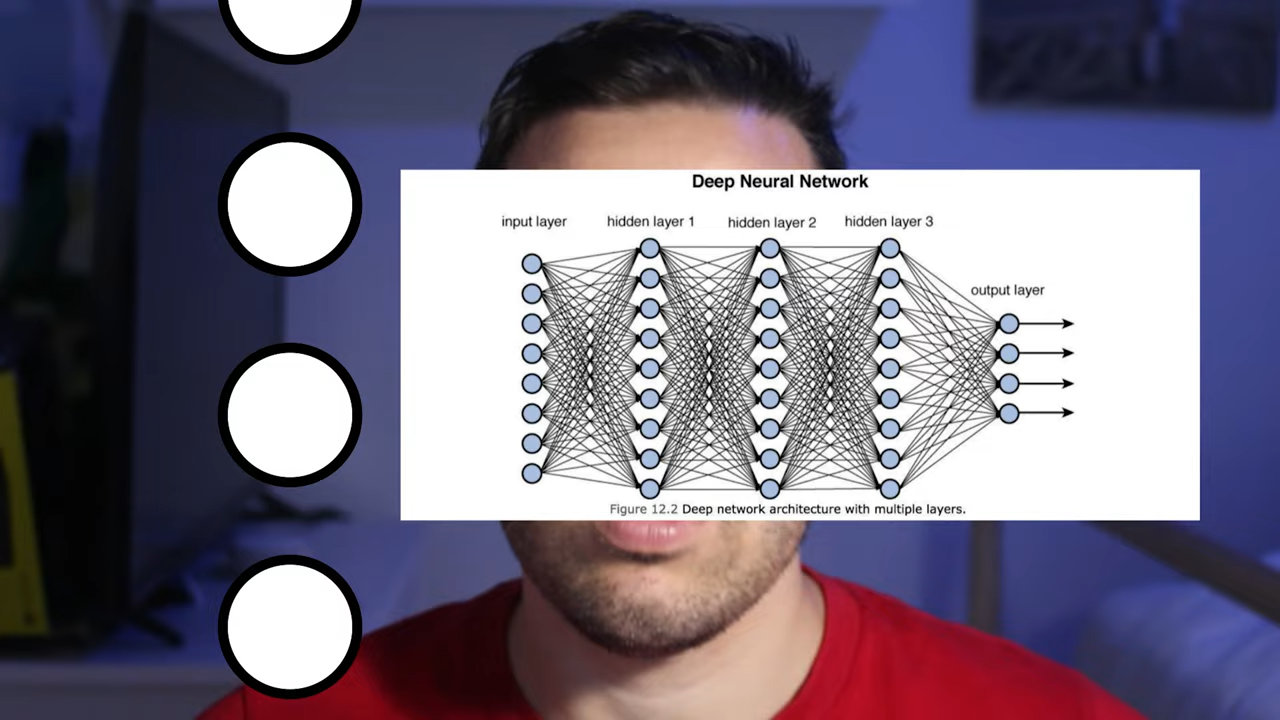 Deep Neural Network
input layer
hidden layer 1
hidden layer 2
hidden layer 3
output layer
Figure 12.2 Deep network architecture with multiple layers.